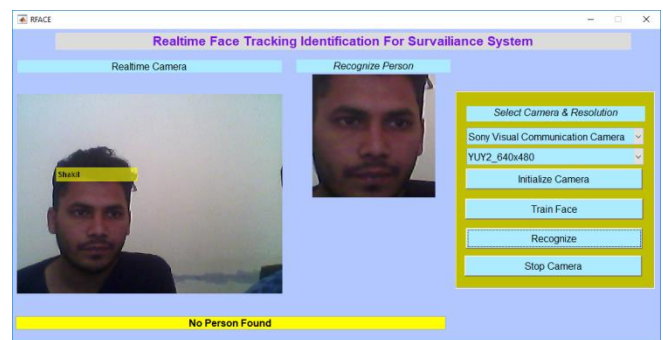 RFACE
Realtime Face Tracking Identification For Survailiance System
Realtime Camera
Recognize Person
Shakil
No Person Found
Select Camera & Resolution
Sony Visual Communication Camera
YUY2_640x480
Initialize Camera
Train Face
Recognize
Stop Camera